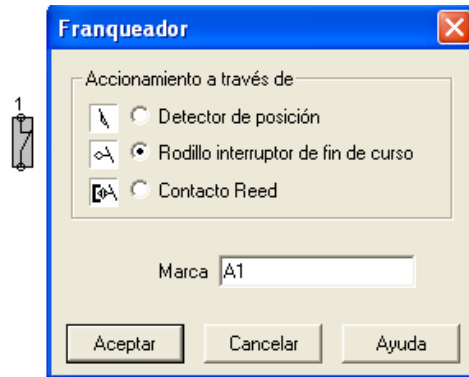 Franqueador
Accionamiento a través de
1
Detector de posición
Rodillo interruptor de fin de curso
Contacto Reed
Marca A1
Aceptar Cancelar Ayuda